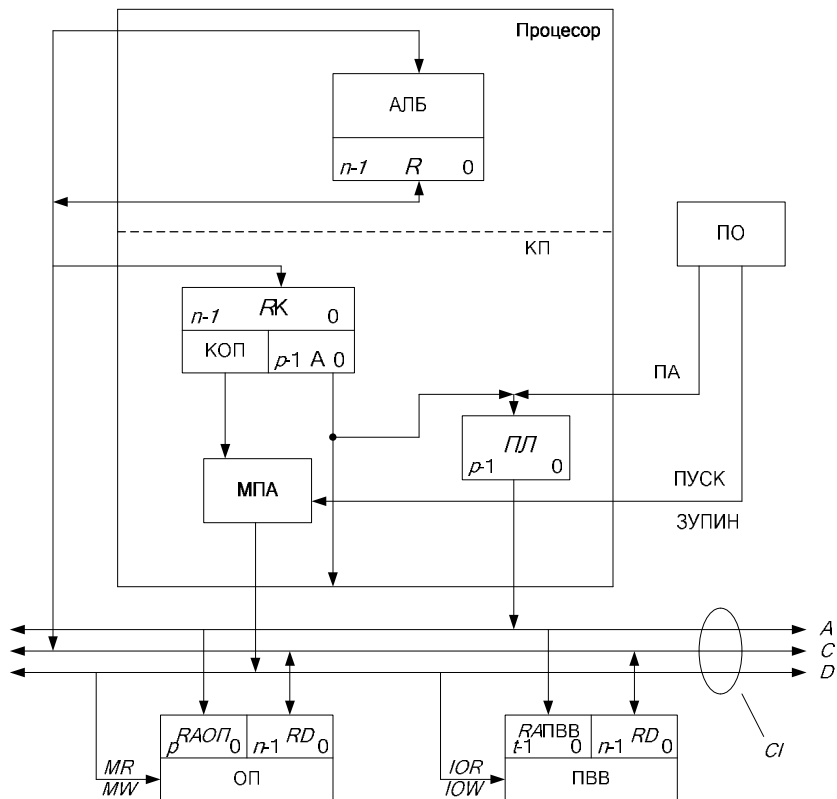 Процесор
АЛБ
n-1 R 0
КП
ПО
n-1 RК 0
КОП
p-1 А 0
ПА
ПЛ
p-1 0
МПА
ПУСК
ЗУПИН
A
C
D
RAОП
p 0
n-1 RD 0
RAПВВ
t-1 0
n-1 RD 0
CI
MR
MW
ОП
IOR
IOW
ПВВ